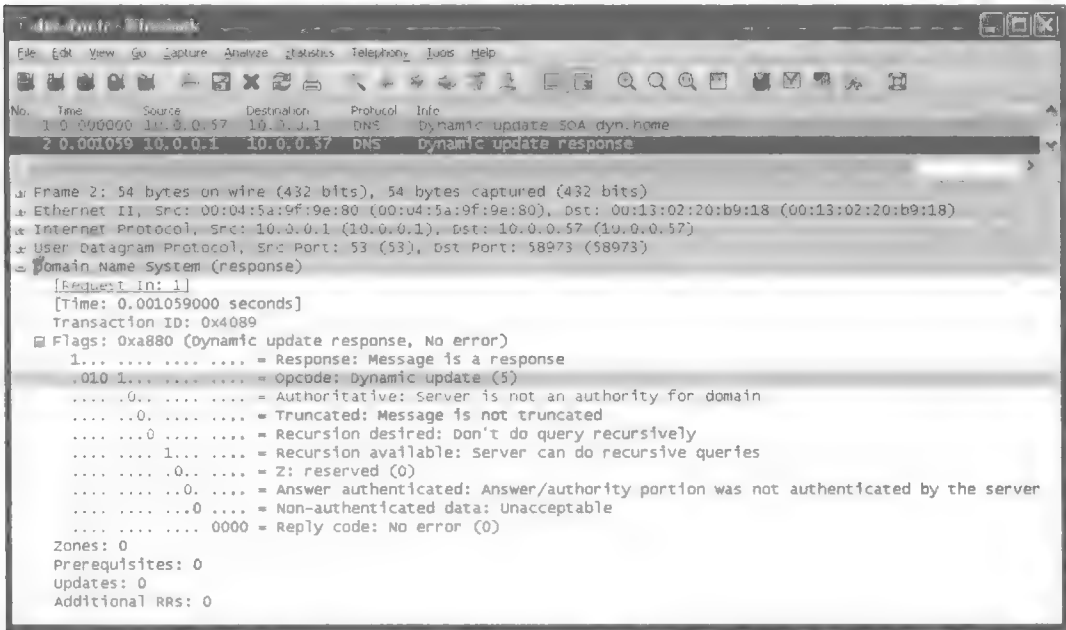 File Edit View Go Capture Analyze Statistics Telephony Tools Help
No. Time Source Destination Protocol Info
1 0.000000 10.0.0.57 10.0.0.1 DNS Dynamic update SOA dyn.home
2 0.001059 10.0.0.1 10.0.0.57 DNS Dynamic update response
Frame 2: 54 bytes on wire (432 bits), 54 bytes captured (432 bits)
Ethernet II, Src: 00:04:5a:9f:9e:80 (00:04:5a:9f:9e:80), Dst: 00:13:02:20:b9:18 (00:13:02:20:b9:18)
Internet Protocol, Src: 10.0.0.1 (10.0.0.1), Dst: 10.0.0.57 (10.0.0.57)
User Datagram Protocol, Src Port: 53 (53), Dst Port: 58973 (58973)
Domain Name System (response)
[Request In: 1]
[Time: 0.001059000 seconds]
Transaction ID: 0x4089
Flags: 0xa880 (Dynamic update response, No error)
1... .... .... .... = Response: Message is a response
.010 1... .... .... = Opcode: Dynamic update (5)
.... .0.. .... .... = Authoritative: Server is not an authority for domain
.... ..0. .... .... = Truncated: Message is not truncated
.... ...0 .... .... = Recursion desired: Don't do query recursively
.... .... 1... .... = Recursion available: Server can do recursive queries
.... .... .0.. .... = Z: reserved (0)
.... .... ..0. .... = Answer authenticated: Answer/authority portion was not authenticated by the server
.... .... ...0 .... = Non-authenticated data: Unacceptable
.... .... .... 0000 = Reply code: No error (0)
Zones: 0
Prerequisites: 0
Updates: 0
Additional RRs: 0